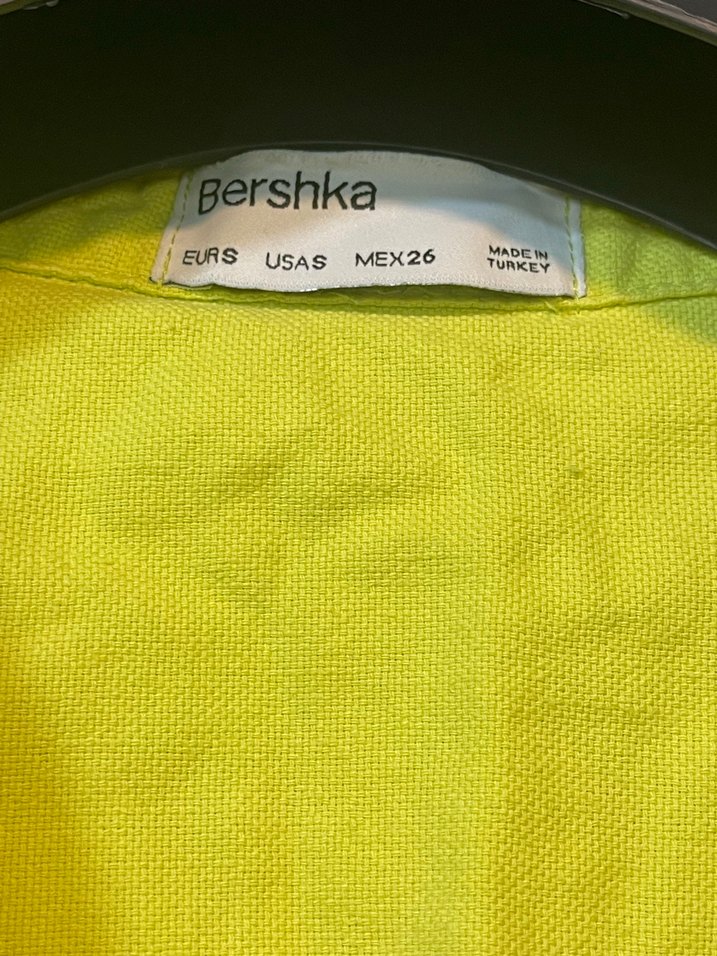 Bershka
EUR S USA S MEX 26
MADE IN
TURKEY